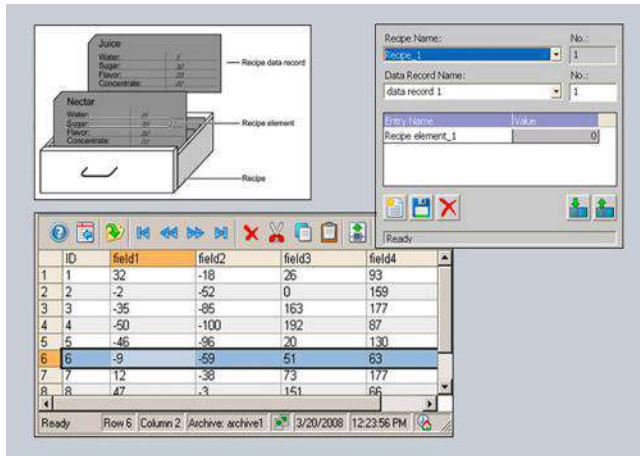 Juice
Water:
Sugar:
Flavor:
Concentrate:
Recipe data record
Nectar
Water:
Sugar:
Flavor:
Concentrate:
Recipe element
Recipe
Recipe Name: No.:
Recipe_1 1
Data Record Name: No.:
data record 1 1
Entry Name Value
Recipe element_1 0
Ready
ID field1 field2 field3 field4
1 1 32 -18 26 93
2 2 -2 -52 0 159
3 3 -35 -85 163 177
4 4 -50 -100 192 87
5 5 -46 -96 20 130
6 6 -9 -59 51 63
7 7 12 -38 73 177
8 8 47 -3 151 66
Ready Row 6 Column 2 Archive: archive1 3/20/2008 12:23:56 PM